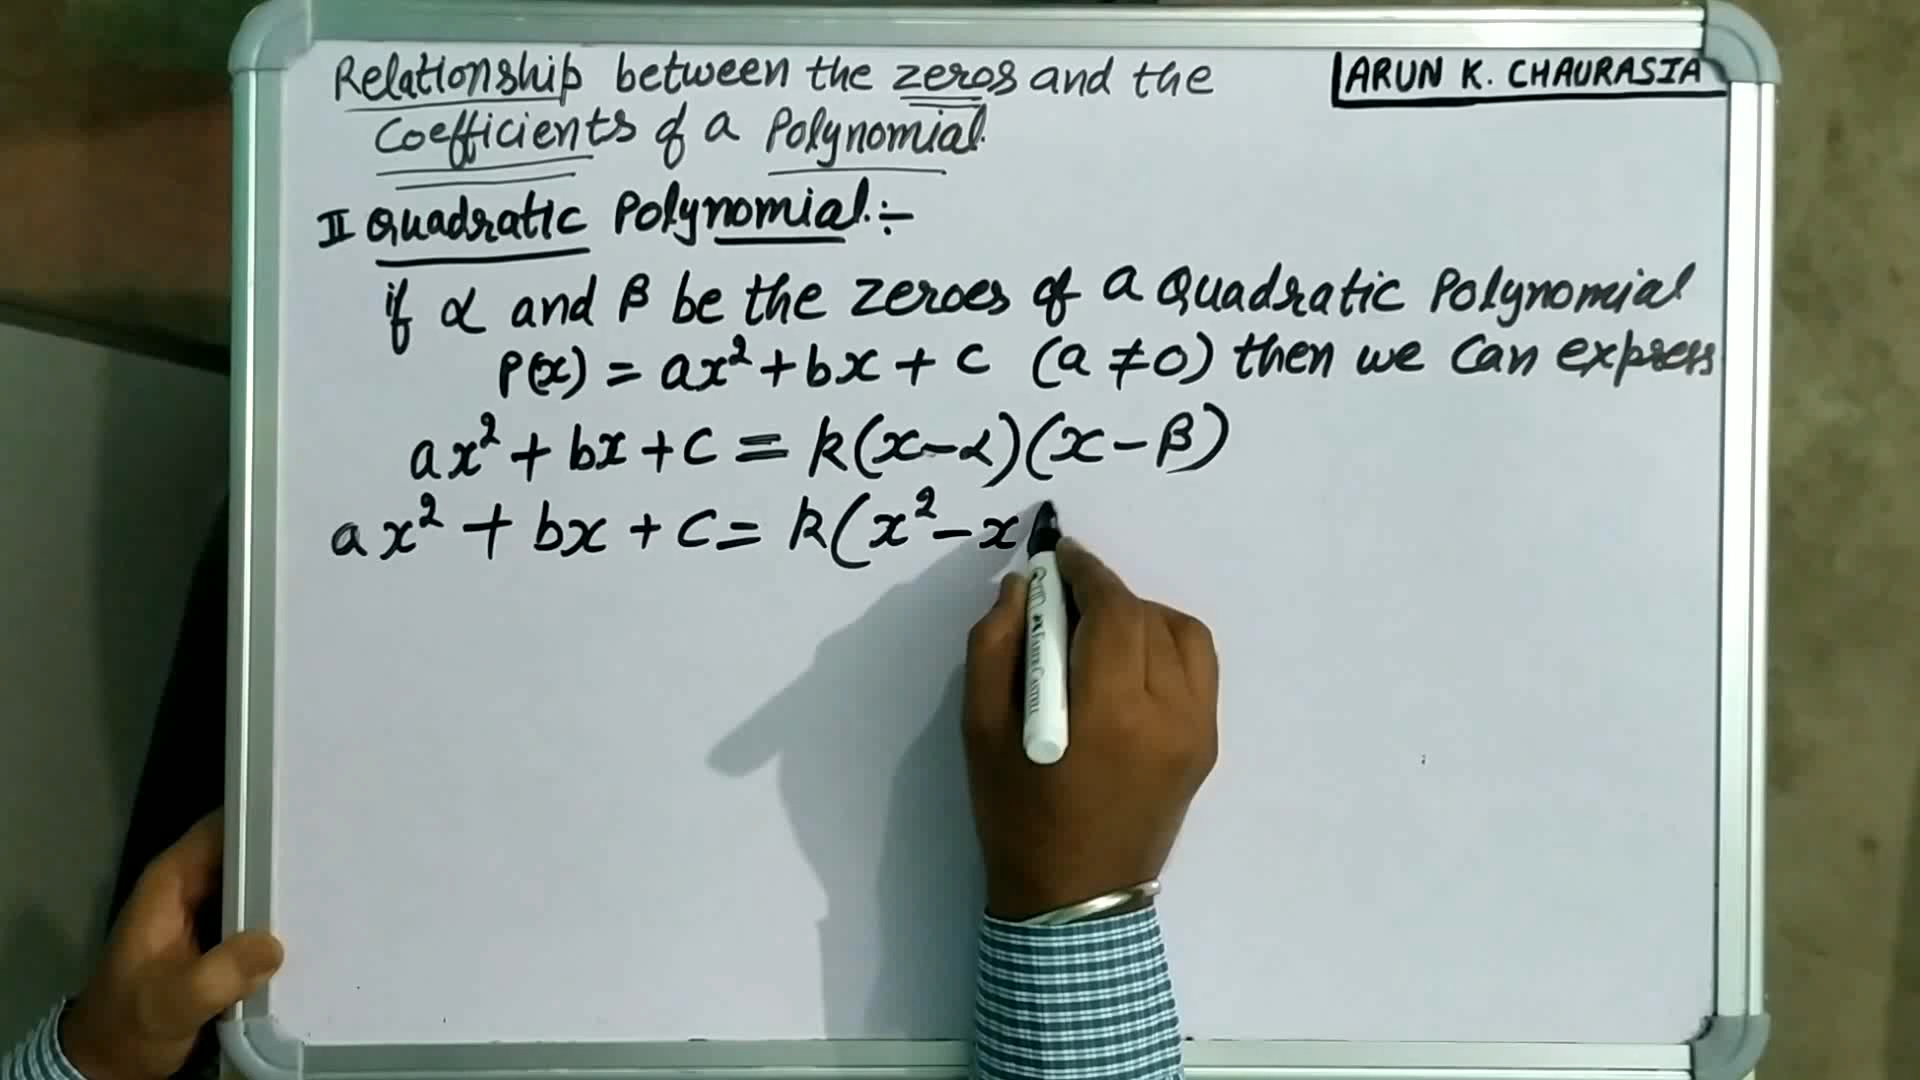 Relationship between the zeros and the
ARUN K. CHAURASIA
Coefficients of a Polynomial.
II Quadratic Polynomial :-
if α and β be the zeroes of a Quadratic Polynomial
P(x) = ax² + bx + c (a ≠ 0) then we can express
ax² + bx + c = k(x-α)(x-β)
ax² + bx + c = k(x² - x